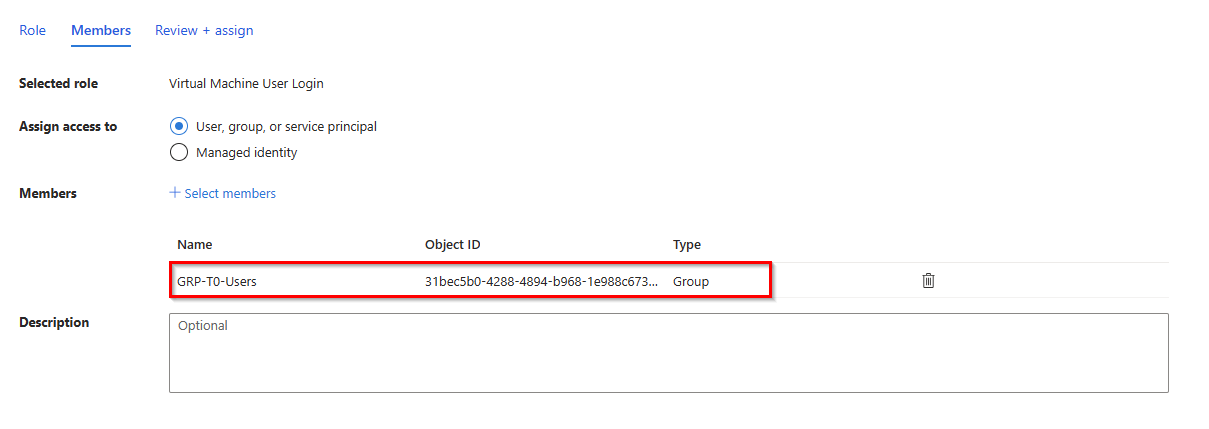 Role Members Review + assign
Selected role Virtual Machine User Login
Assign access to User, group, or service principal
Managed identity
Members + Select members
Name Object ID Type
GRP-T0-Users 31bec5b0-4288-4894-b968-1e988c673... Group
Description Optional